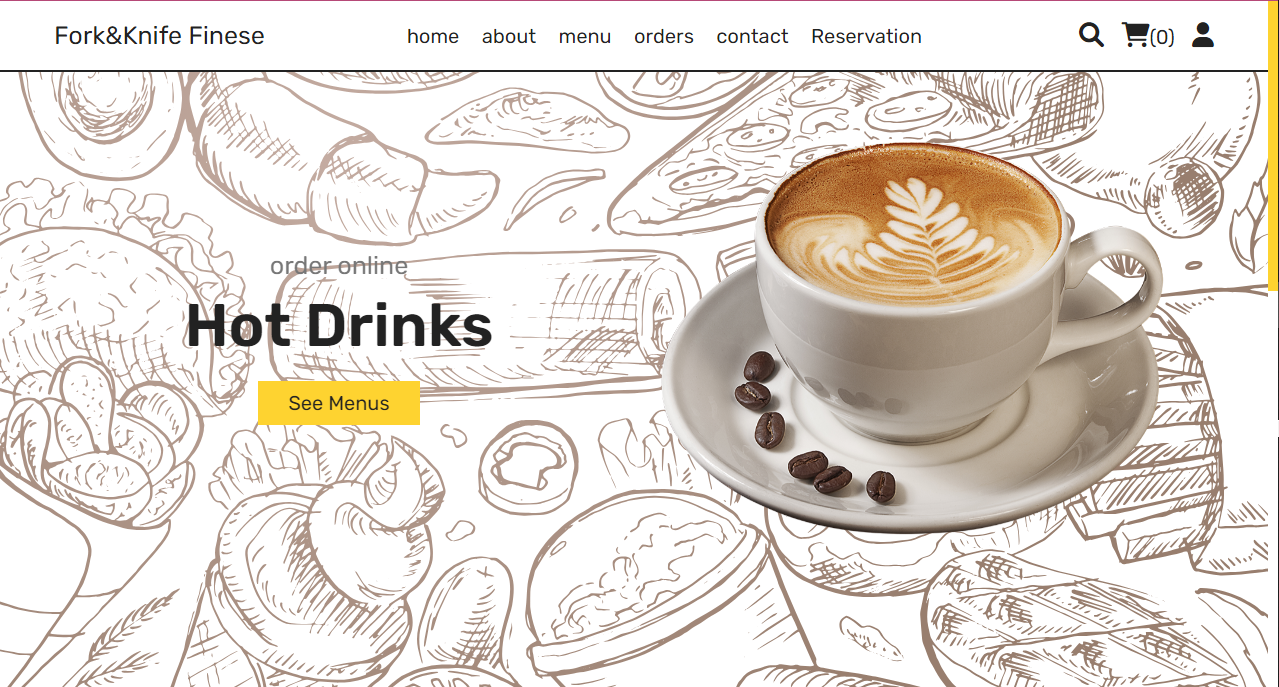 Fork&Knife Finese home about menu orders contact Reservation (0)
order online
Hot Drinks
See Menus